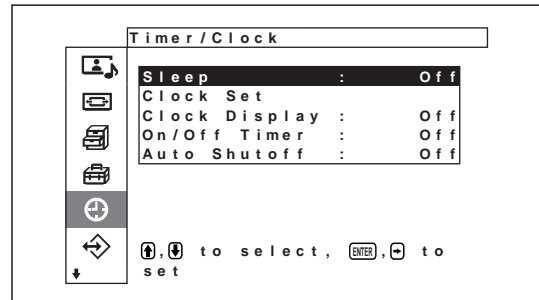 Timer/Clock
Sleep : Off
Clock Set
Clock Display : Off
On/Off Timer : Off
Auto Shutoff : Off
, to select, ENTER, to
set